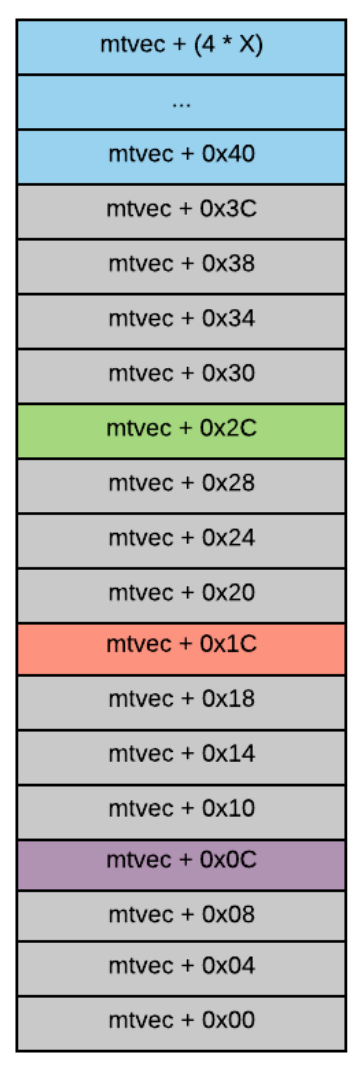 mtvec + (4 * X)
...
mtvec + 0x40
mtvec + 0x3C
mtvec + 0x38
mtvec + 0x34
mtvec + 0x30
mtvec + 0x2C
mtvec + 0x28
mtvec + 0x24
mtvec + 0x20
mtvec + 0x1C
mtvec + 0x18
mtvec + 0x14
mtvec + 0x10
mtvec + 0x0C
mtvec + 0x08
mtvec + 0x04
mtvec + 0x00